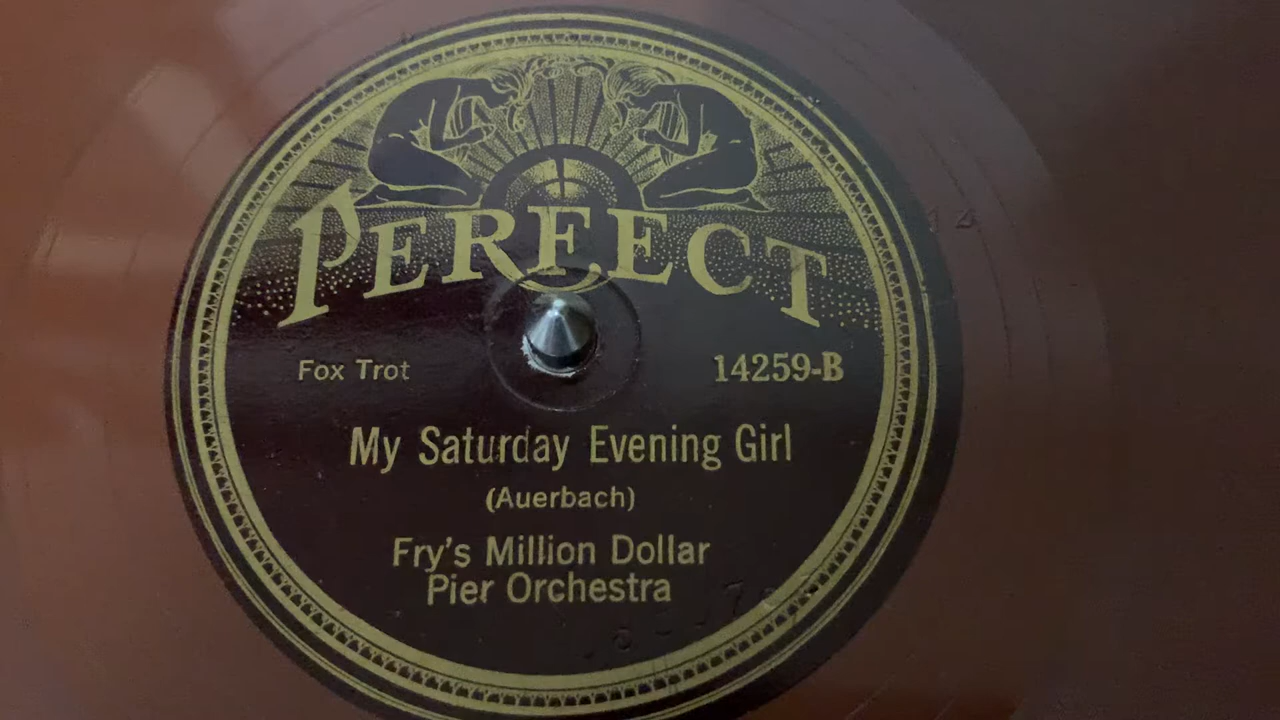 PERFECT
Fox Trot
14259-B
My Saturday Evening Girl
(Auerbach)
Fry's Million Dollar
Pier Orchestra